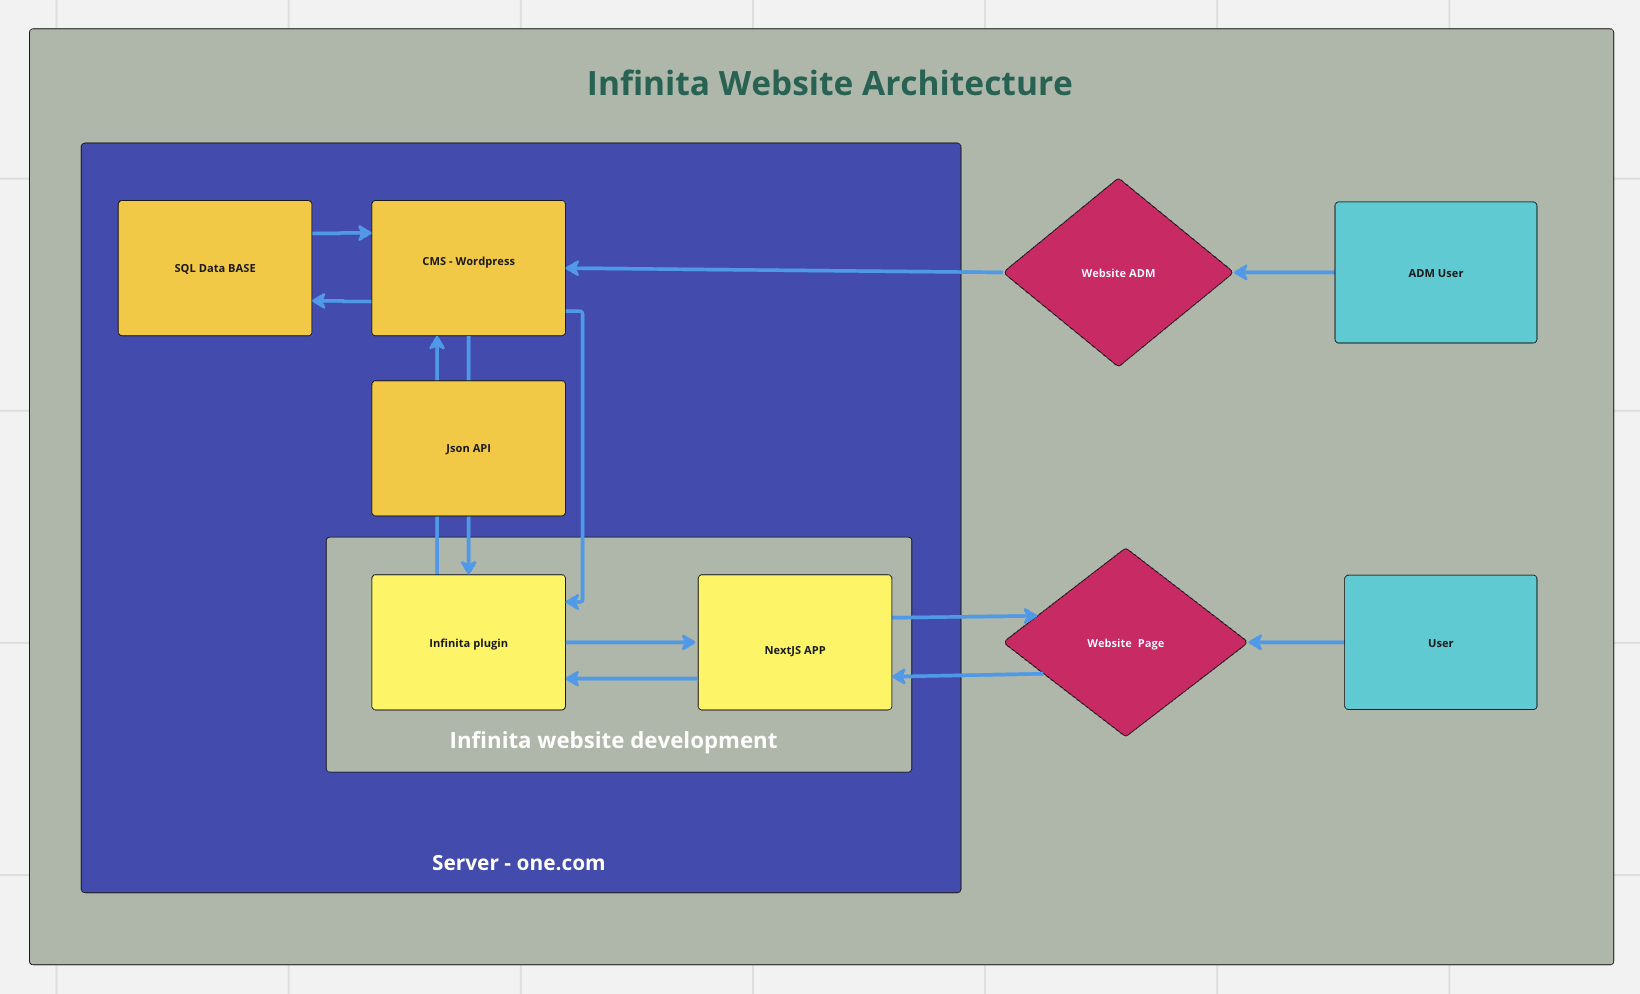 Infinita Website Architecture
SQL Data BASE
CMS - Wordpress
Website ADM
ADM User
Json API
Infinita plugin
NextJS APP
Website  Page
User
Infinita website development
Server - one.com